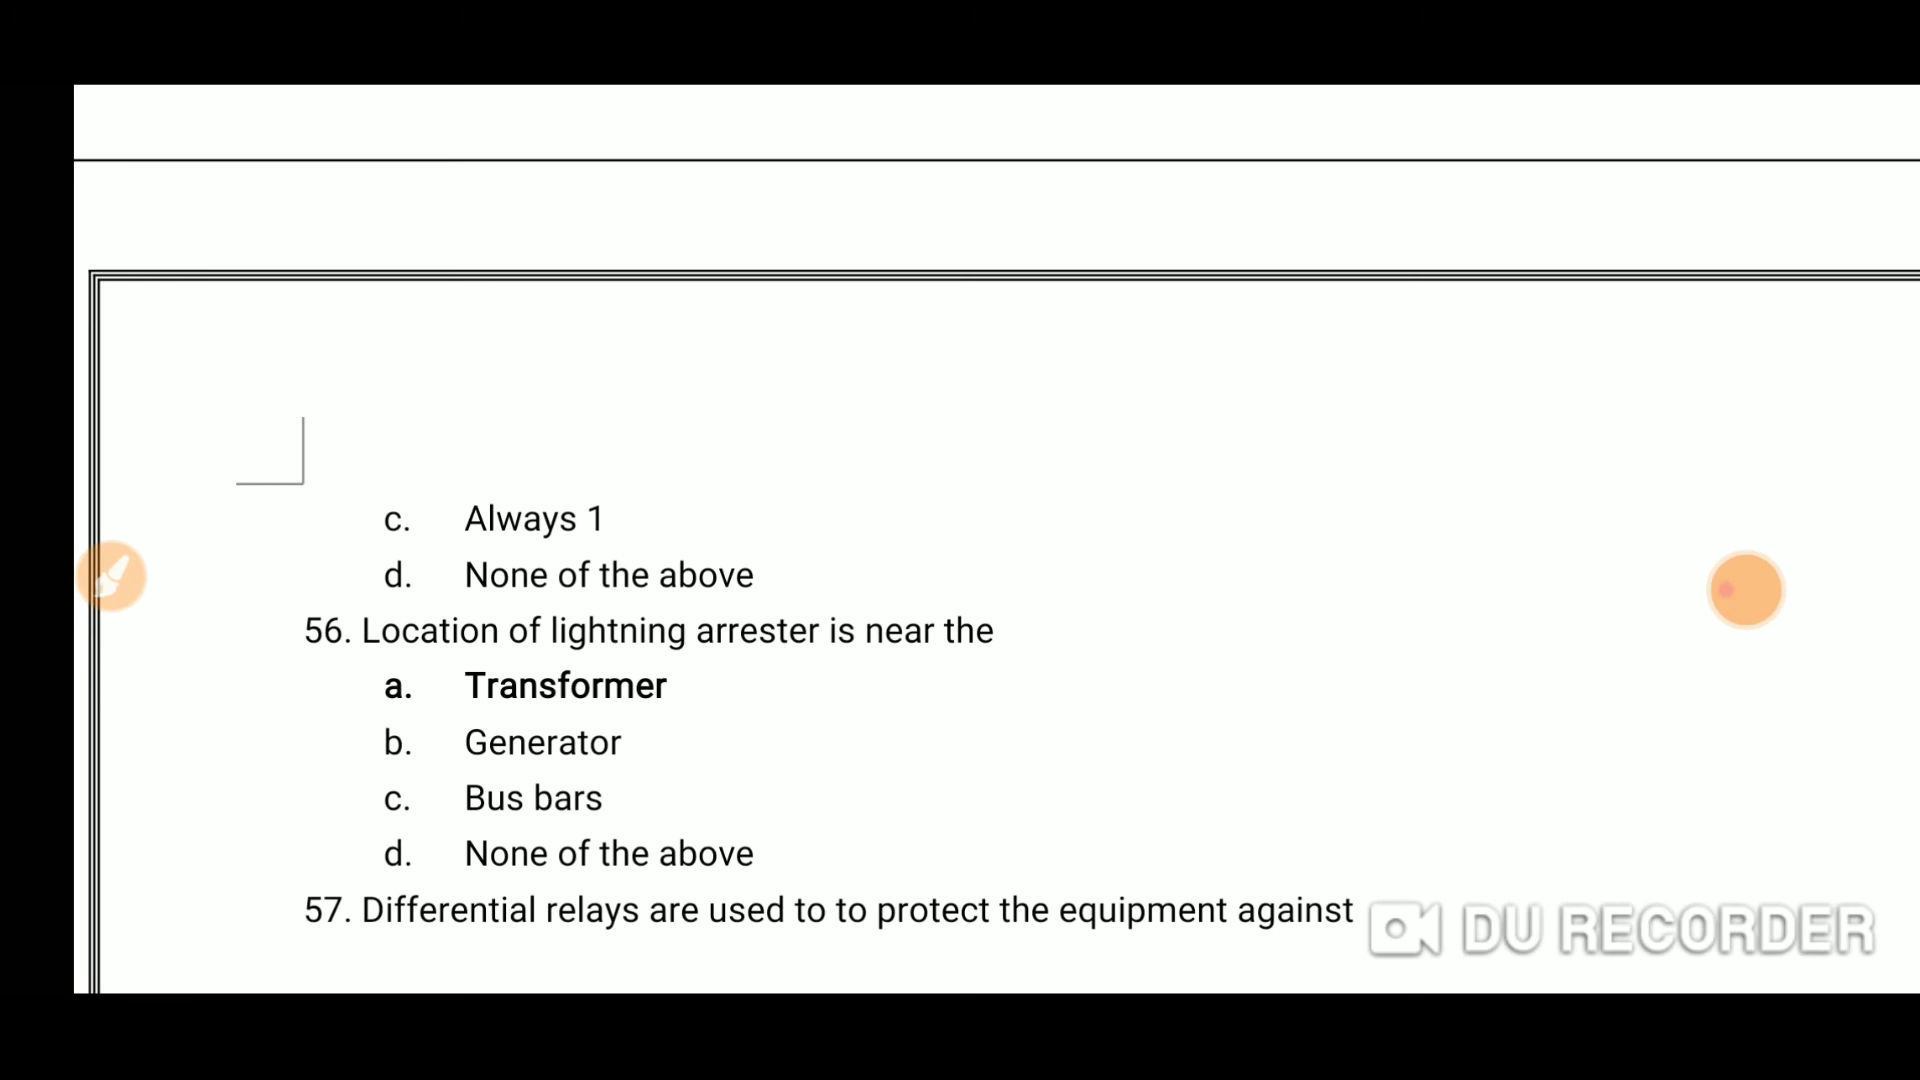 c. Always 1
d. None of the above
56. Location of lightning arrester is near the
a. Transformer
b. Generator
c. Bus bars
d. None of the above
57. Differential relays are used to to protect the equipment against
DU RECORDER